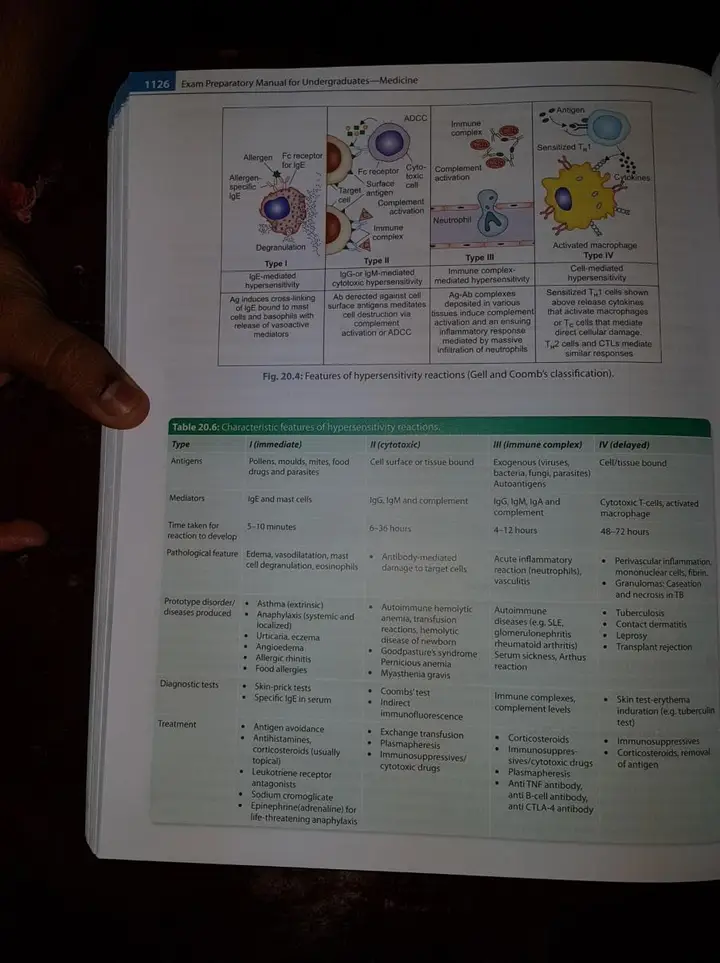 1126 Exam Preparatory Manual for Undergraduates—Medicine
Allergen
Fc receptor
for IgE
Allergen-
specific
IgE
Degranulation
Type I
IgE-mediated
hypersensitivity
Ag induces cross-linking
of IgE bound to mast
cells and basophils with
release of vasoactive
mediators
ADCC
Fc receptor
Cyto-
toxic
cell
Target
cell
Surface
antigen
Complement
activation
Immune
complex
Type II
IgG-or IgM-mediated
cytotoxic hypersensitivity
Ab derected against cell
surface antigens meditates
cell destruction via
complement
activation or ADCC
Immune
complex
Complement
activation
Neutrophil
Type III
Immune complex-
mediated hypersensitivity
Ag-Ab complexes
deposited in various
tissues induce complement
activation and an ensuing
inflammatory response
mediated by massive
infiltration of neutrophils
Antigen
Sensitized TH1
Cytokines
Activated macrophage
Type IV
Cell-mediated
hypersensitivity
Sensitized TH1 cells shown
above release cytokines
that activate macrophages
or TC cells that mediate
direct cellular damage.
TH2 cells and CTLs mediate
similar responses
Fig. 20.4: Features of hypersensitivity reactions (Gell and Coomb's classification).
Table 20.6: Characteristic features of hypersensitivity reactions.
Type I (immediate) II (cytotoxic) III (immune complex) IV (delayed)
Antigens
Pollens, moulds, mites, food
drugs and parasites
Cell surface or tissue bound
Exogenous (viruses,
bacteria, fungi, parasites)
Autoantigens
Cell/tissue bound
Mediators
IgE and mast cells
IgG, IgM and complement
IgG, IgM, IgA and
complement
Cytotoxic T-cells, activated
macrophage
Time taken for
reaction to develop
5–10 minutes
6–36 hours
4–12 hours
48–72 hours
Pathological feature
Edema, vasodilatation, mast
cell degranulation, eosinophils
• Antibody-mediated
damage to target cells
Acute inflammatory
reaction (neutrophils),
vasculitis
• Perivascular inflammation,
mononuclear cells, fibrin.
• Granulomas: Caseation
and necrosis in TB
Prototype disorder/
diseases produced
• Asthma (extrinsic)
• Anaphylaxis (systemic and
localized)
• Urticaria, eczema
• Angioedema
• Allergic rhinitis
• Food allergies
• Autoimmune hemolytic
anemia, transfusion
reactions, hemolytic
disease of newborn
• Goodpasture's syndrome
Pernicious anemia
• Myasthenia gravis
Autoimmune
diseases (e.g. SLE,
glomerulonephritis
rheumatoid arthritis)
Serum sickness, Arthus
reaction
• Tuberculosis
• Contact dermatitis
• Leprosy
• Transplant rejection
Diagnostic tests
• Skin-prick tests
• Specific IgE in serum
• Coombs' test
• Indirect
immunofluorescence
Immune complexes,
complement levels
• Skin test-erythema
induration (e.g. tuberculin
test)
Treatment
• Antigen avoidance
• Antihistamines,
corticosteroids (usually
topical)
• Leukotriene receptor
antagonists
• Sodium cromoglicate
• Epinephrine(adrenaline) for
life-threatening anaphylaxis
• Exchange transfusion
• Plasmapheresis
• Immunosuppressives/
cytotoxic drugs
• Corticosteroids
• Immunosuppres-
sives/cytotoxic drugs
• Plasmapheresis
• Anti TNF antibody,
anti B-cell antibody,
anti CTLA-4 antibody
• Immunosuppressives
• Corticosteroids, removal
of antigen